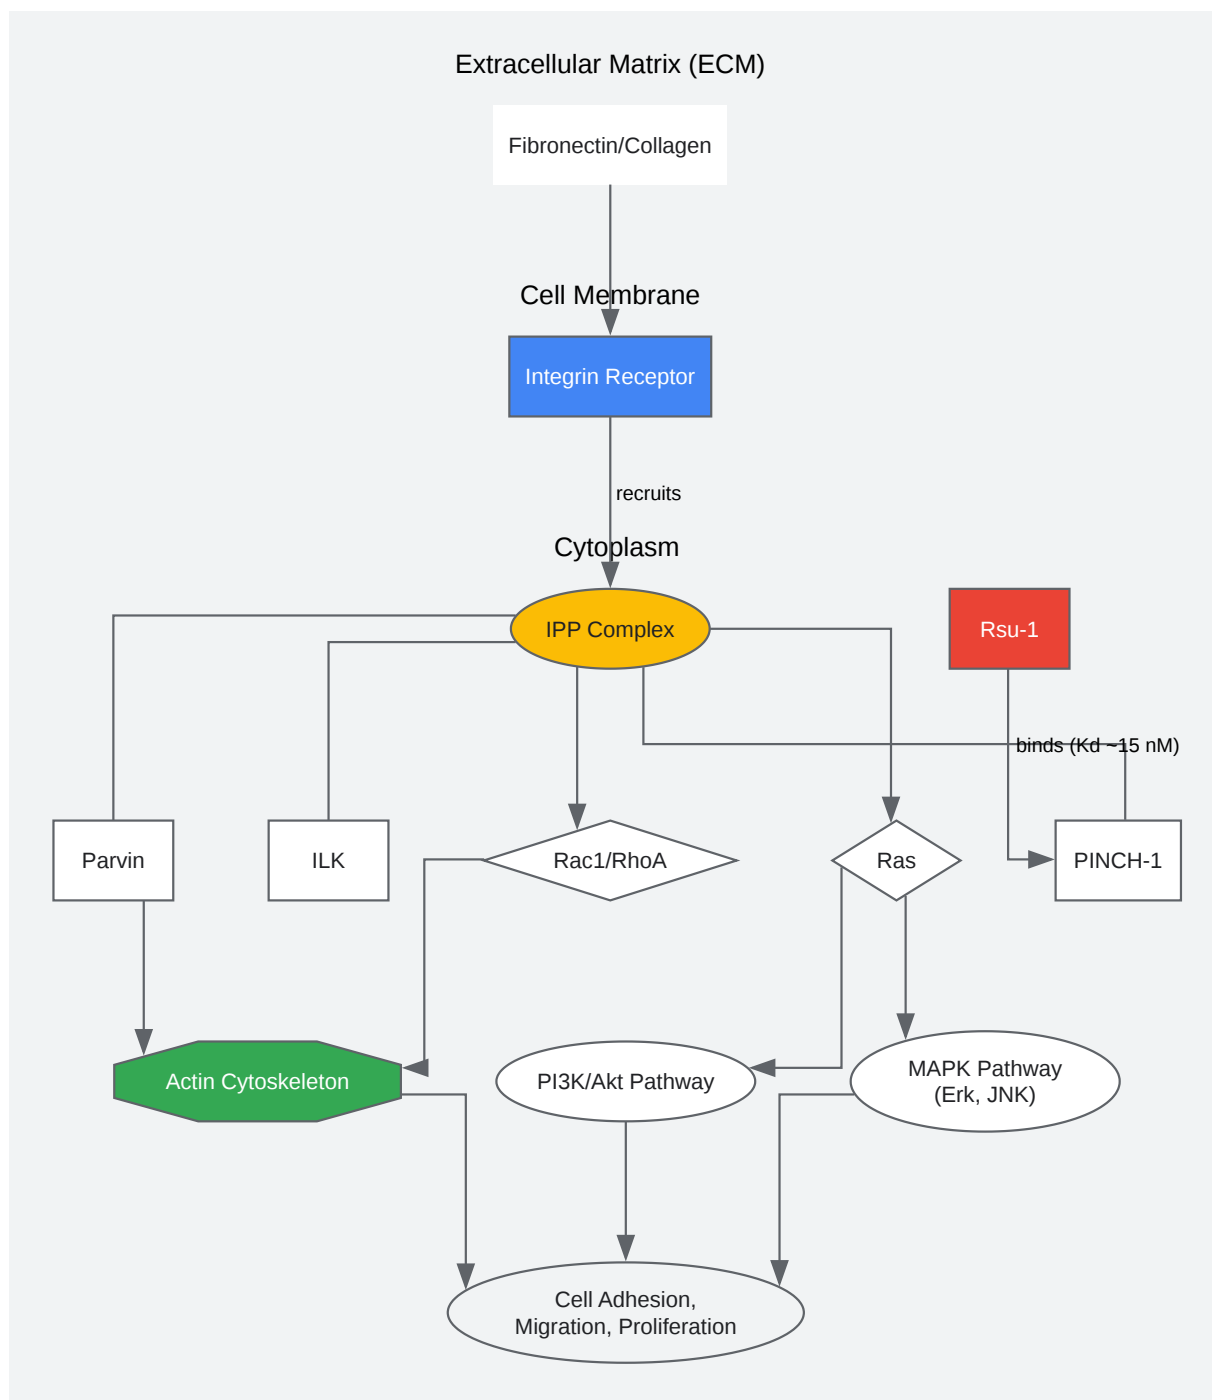 Extracellular Matrix (ECM)
Fibronectin/Collagen
Cell Membrane
Integrin Receptor
recruits
Cytoplasm
IPP Complex
Rsu-1
binds (Kd ~15 nM)
Parvin
ILK
Rac1/RhoA
Ras
PINCH-1
Actin Cytoskeleton
PI3K/Akt Pathway
MAPK Pathway
(Erk, JNK)
Cell Adhesion,
Migration, Proliferation